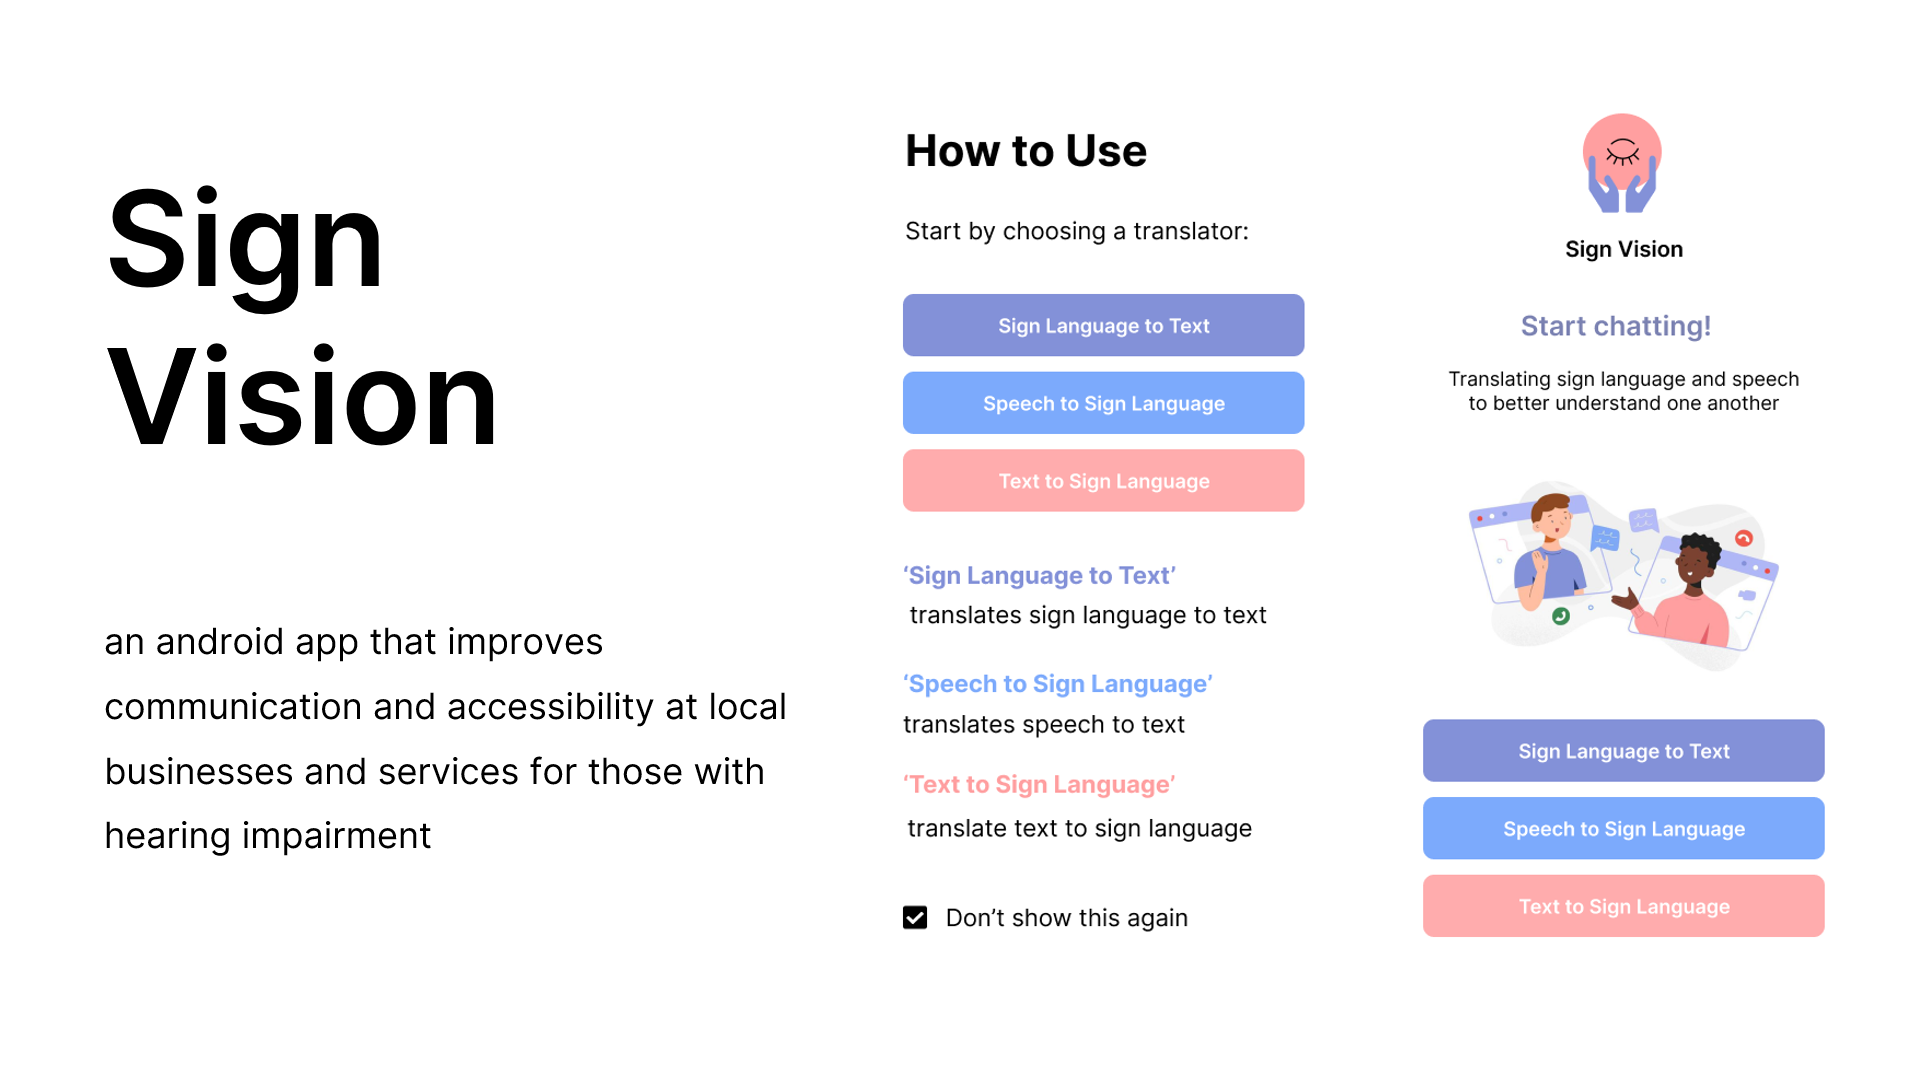 Sign
Vision
an android app that improves
communication and accessibility at local
businesses and services for those with
hearing impairment
How to Use
Start by choosing a translator:
Sign Language to Text
Speech to Sign Language
Text to Sign Language
‘Sign Language to Text’
translates sign language to text
‘Speech to Sign Language’
translates speech to text
‘Text to Sign Language’
translate text to sign language
Don’t show this again
Sign Vision
Start chatting!
Translating sign language and speech
to better understand one another
Sign Language to Text
Speech to Sign Language
Text to Sign Language